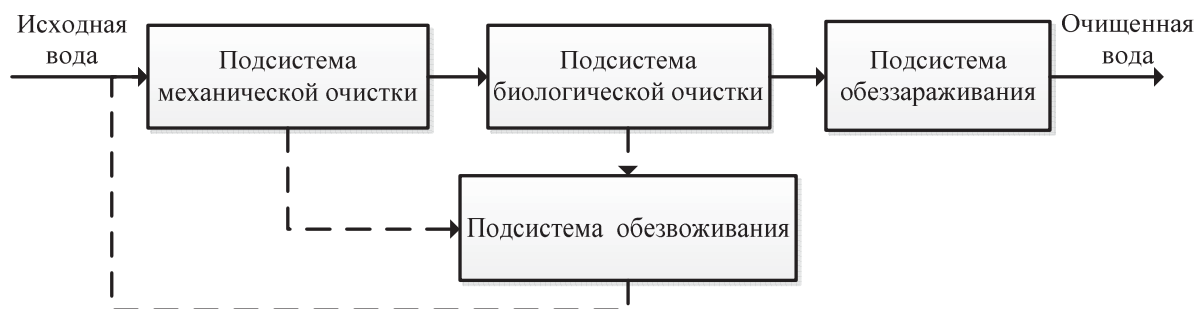 Исходная
вода
Подсистема
механической очистки
Подсистема
биологической очистки
Подсистема
обеззараживания
Очищенная
вода
Подсистема обезвоживания